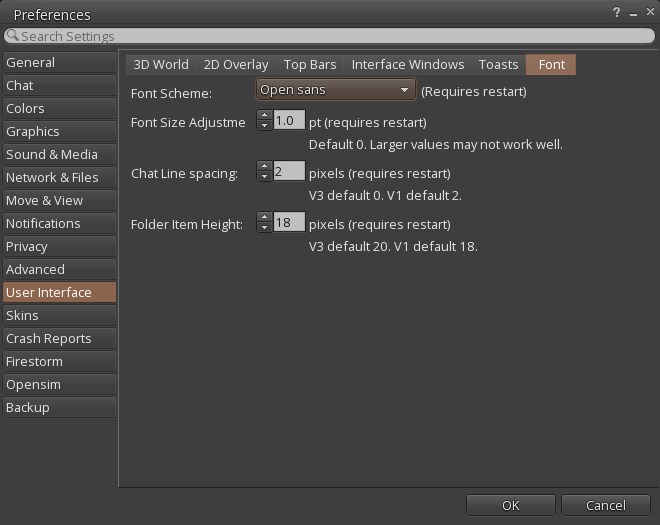 Preferences
?
Search Settings
General
Chat
Colors
Graphics
Sound & Media
Network & Files
Move & View
Notifications
Privacy
Advanced
User Interface
Skins
Crash Reports
Firestorm
Opensim
Backup
3D World 2D Overlay Top Bars Interface Windows Toasts Font
Font Scheme: Open sans (Requires restart)
Font Size Adjustme 1.0 pt (requires restart)
Default 0. Larger values may not work well.
Chat Line spacing: 2 pixels (requires restart)
V3 default 0. V1 default 2.
Folder Item Height: 18 pixels (requires restart)
V3 default 20. V1 default 18.
OK Cancel